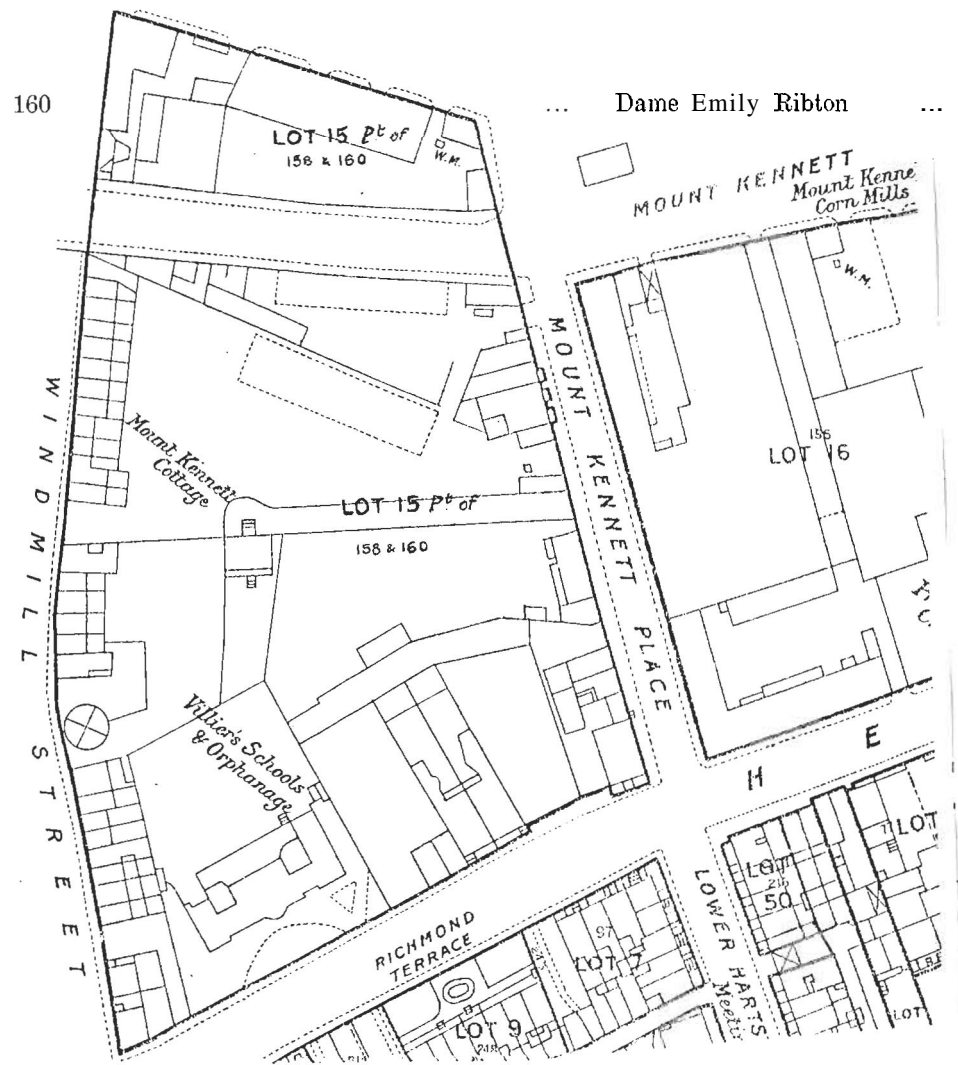 160 ... Dame Emily Ribton ...
LOT 15 Pt of
158 & 160
W.M.
MOUNT KENNETT
Mount Kenne
Corn Mills
W.M.
MOUNT KENNETT PLACE
156
LOT 16
WINDMILL STREET
Mount Kennett
Cottage
LOT 15 Pt of
158 & 160
Villier's Schools
& Orphanage
H E
RICHMOND
TERRACE
97
LOT 7
LOT 9
LOWER HARTS
Meeti
LOT
50
LOT
LOT